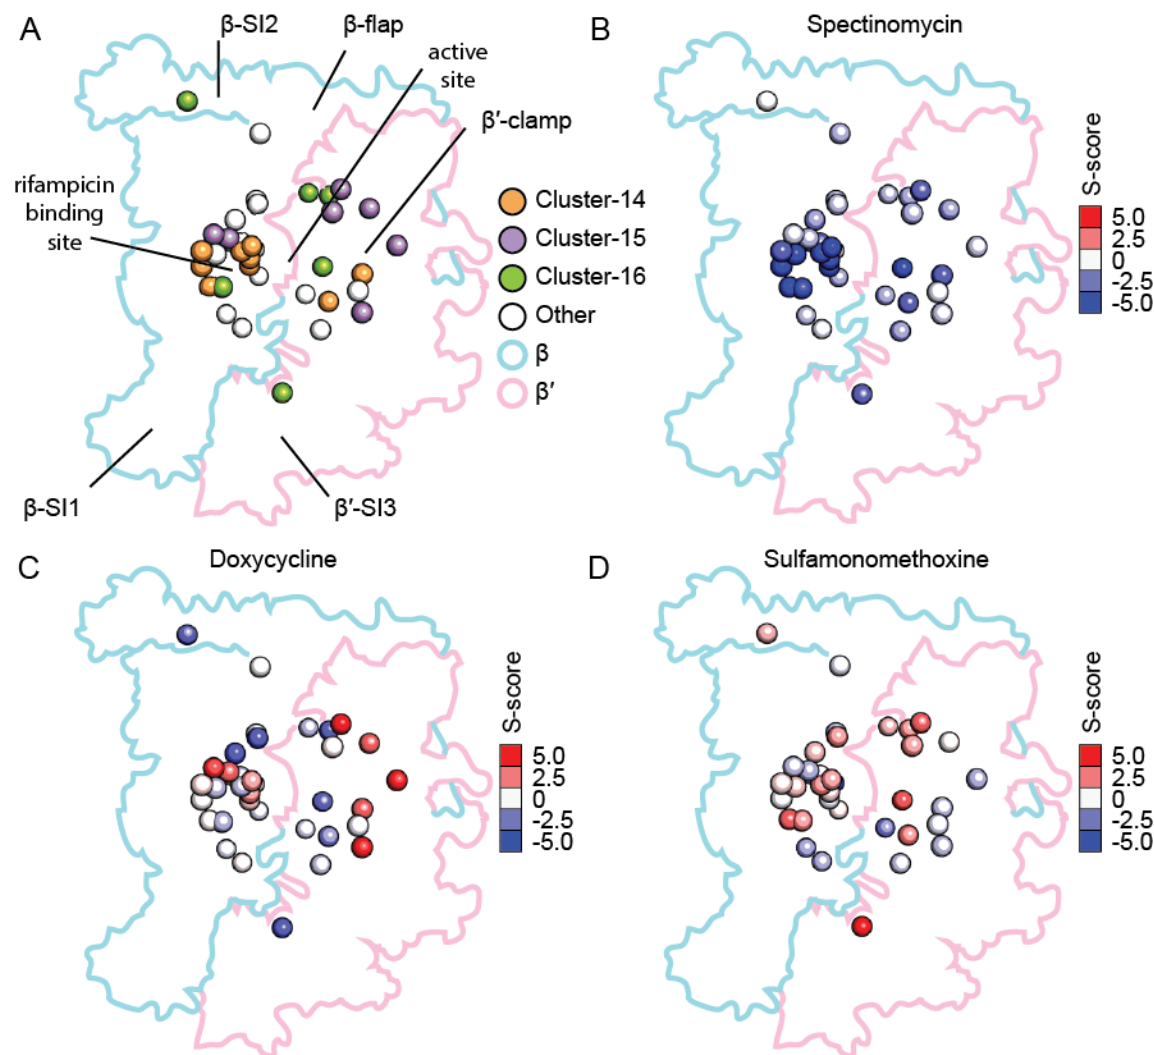 A
β-SI2
β-flap
active
site
β′-clamp
rifampicin
binding
site
Cluster-14
Cluster-15
Cluster-16
Other
β
β′
β-SI1
β′-SI3
B
Spectinomycin
S-score
5.0
2.5
0
-2.5
-5.0
C
Doxycycline
S-score
5.0
2.5
0
-2.5
-5.0
D
Sulfamonomethoxine
S-score
5.0
2.5
0
-2.5
-5.0